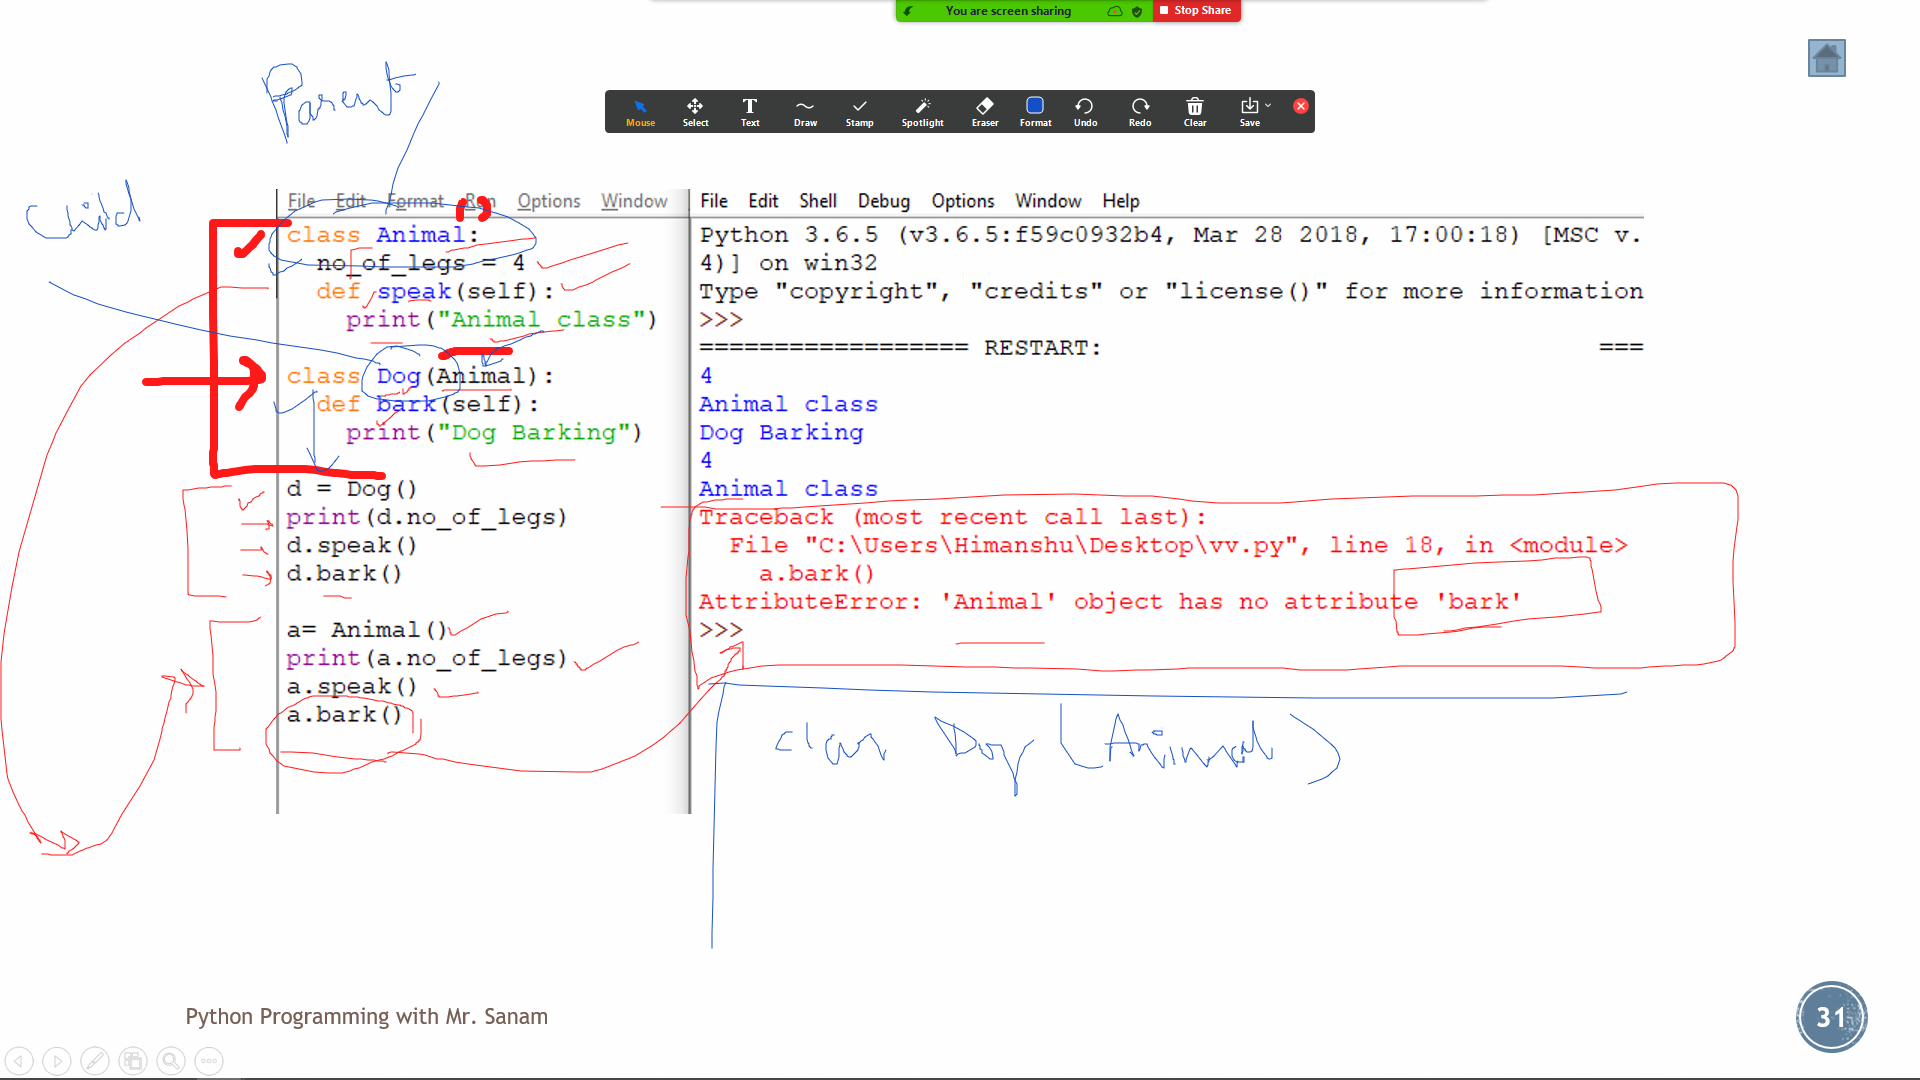 You are screen sharing
Stop Share
Mouse Select Text Draw Stamp Spotlight Eraser Format Undo Redo Clear Save
Parent
Child
File Edit Format Run Options Window
class Animal:
no_of_legs = 4
def speak(self):
print("Animal class")
class Dog(Animal):
def bark(self):
print("Dog Barking")
d = Dog()
print(d.no_of_legs)
d.speak()
d.bark()
a= Animal()
print(a.no_of_legs)
a.speak()
a.bark()
File Edit Shell Debug Options Window Help
Python 3.6.5 (v3.6.5:f59c0932b4, Mar 28 2018, 17:00:18) [MSC v.
4)] on win32
Type "copyright", "credits" or "license()" for more information
>>>
================== RESTART: ===
4
Animal class
Dog Barking
4
Animal class
Traceback (most recent call last):
File "C:\Users\Himanshu\Desktop\vv.py", line 18, in <module>
a.bark()
AttributeError: 'Animal' object has no attribute 'bark'
>>>
class Dog (Animal)
Python Programming with Mr. Sanam
31